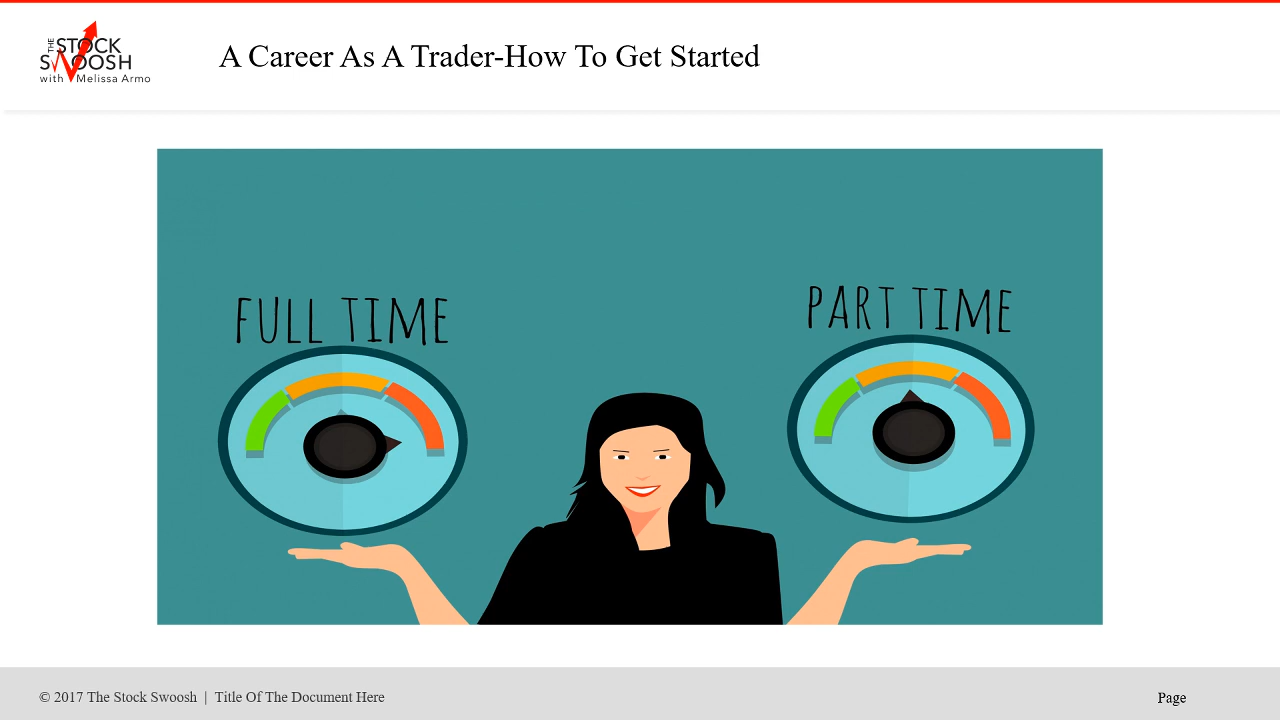 THE
STOCK
SWOOSH
with Melissa Armo
A Career As A Trader-How To Get Started
FULL TIME
PART TIME
© 2017 The Stock Swoosh | Title Of The Document Here
Page